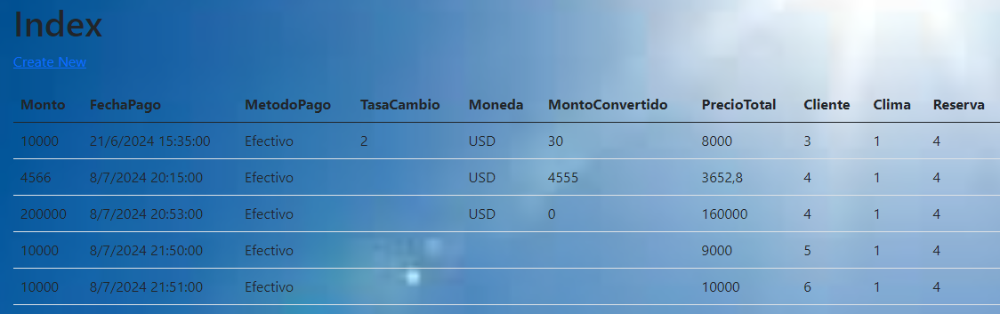 Index
Create New
Monto FechaPago MetodoPago TasaCambio Moneda MontoConvertido PrecioTotal Cliente Clima Reserva
10000 21/6/2024 15:35:00 Efectivo 2 USD 30 8000 3 1 4
4566 8/7/2024 20:15:00 Efectivo USD 4555 3652,8 4 1 4
200000 8/7/2024 20:53:00 Efectivo USD 0 160000 4 1 4
10000 8/7/2024 21:50:00 Efectivo 9000 5 1 4
10000 8/7/2024 21:51:00 Efectivo 10000 6 1 4